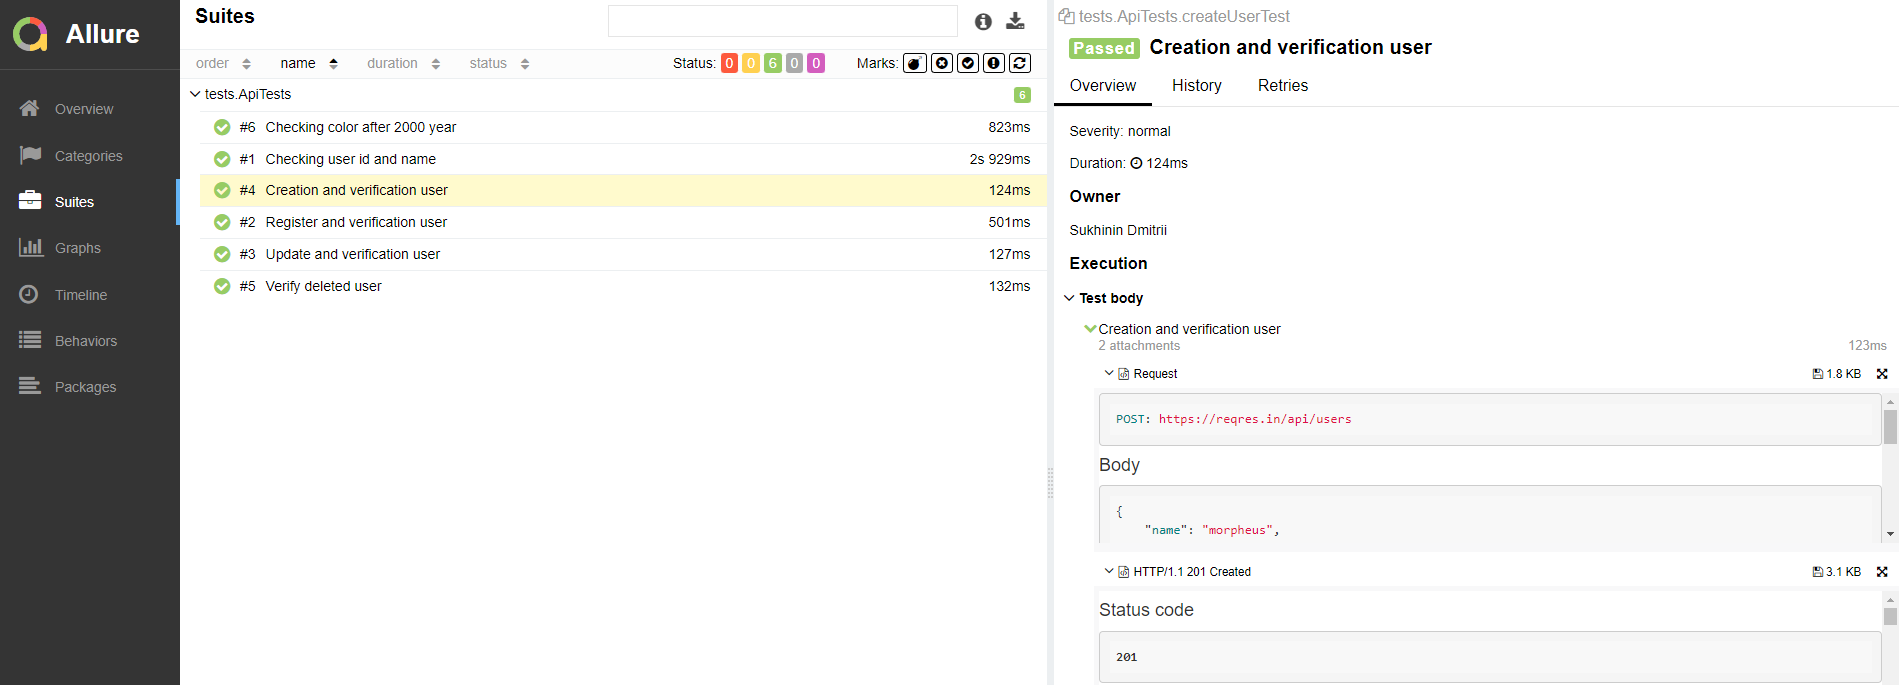 Allure
Overview
Categories
Suites
Graphs
Timeline
Behaviors
Packages
Suites
order name duration status Status: 0 0 6 0 0 Marks:
tests.ApiTests 6
#6 Checking color after 2000 year 823ms
#1 Checking user id and name 2s 929ms
#4 Creation and verification user 124ms
#2 Register and verification user 501ms
#3 Update and verification user 127ms
#5 Verify deleted user 132ms
tests.ApiTests.createUserTest
Passed Creation and verification user
Overview History Retries
Severity: normal
Duration: 124ms
Owner
Sukhinin Dmitrii
Execution
Test body
Creation and verification user
2 attachments 123ms
Request 1.8 KB
POST: https://reqres.in/api/users
Body
{
"name": "morpheus",
HTTP/1.1 201 Created 3.1 KB
Status code
201